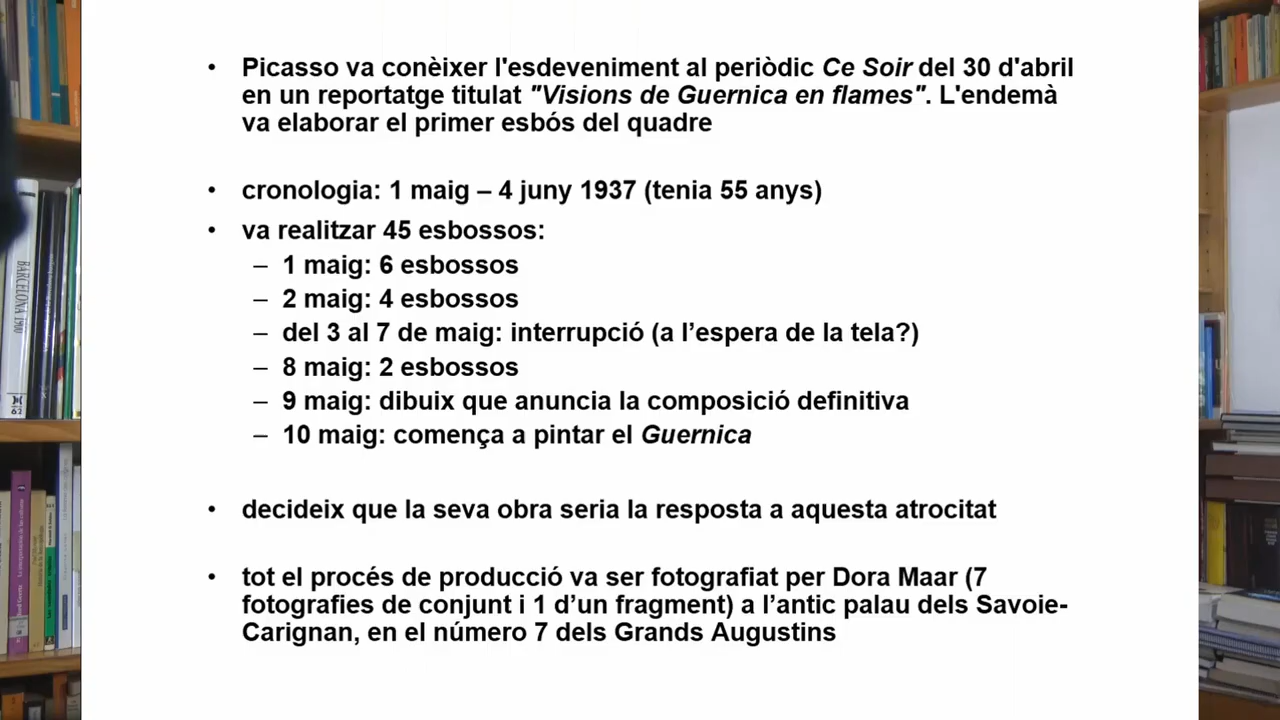 • Picasso va conèixer l'esdeveniment al periòdic Ce Soir del 30 d'abril
en un reportatge titulat "Visions de Guernica en flames". L'endemà
va elaborar el primer esbós del quadre
• cronologia: 1 maig – 4 juny 1937 (tenia 55 anys)
• va realitzar 45 esbossos:
– 1 maig: 6 esbossos
– 2 maig: 4 esbossos
– del 3 al 7 de maig: interrupció (a l’espera de la tela?)
– 8 maig: 2 esbossos
– 9 maig: dibuix que anuncia la composició definitiva
– 10 maig: comença a pintar el Guernica
• decideix que la seva obra seria la resposta a aquesta atrocitat
• tot el procés de producció va ser fotografiat per Dora Maar (7
fotografies de conjunt i 1 d’un fragment) a l’antic palau dels Savoie-
Carignan, en el número 7 dels Grands Augustins
BARCELONA 1900
62